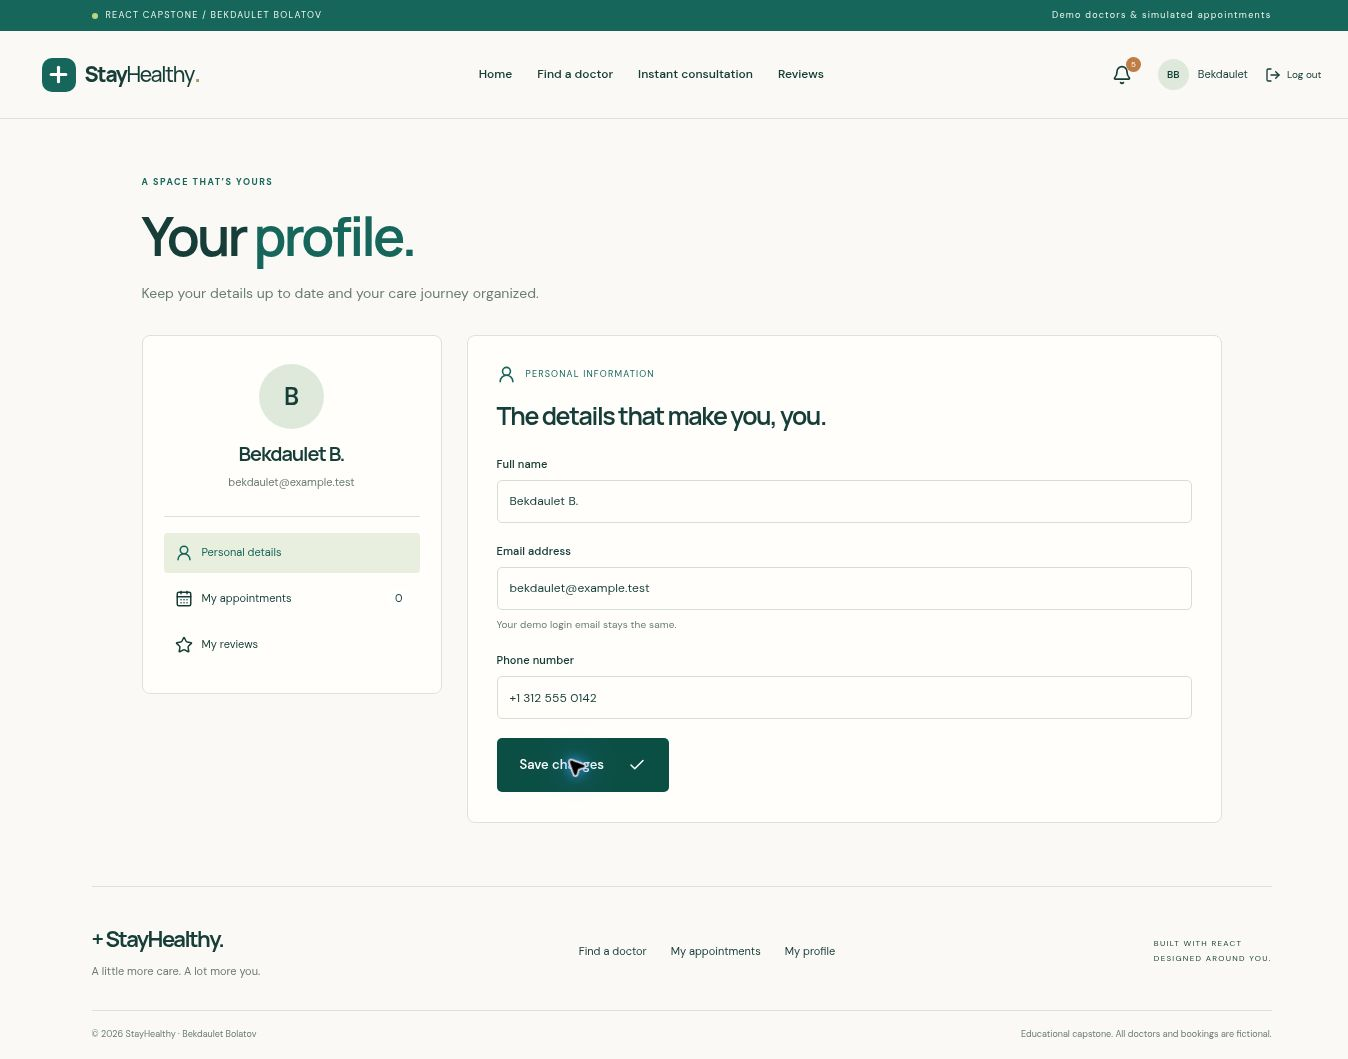 REACT CAPSTONE / BEKDAULET BOLATOV
Demo doctors & simulated appointments
StayHealthy.
Home
Find a doctor
Instant consultation
Reviews
BB
Bekdaulet
Log out
A SPACE THAT'S YOURS
Your profile.
Keep your details up to date and your care journey organized.
B
Bekdaulet B.
bekdaulet@example.test
Personal details
My appointments
0
My reviews
PERSONAL INFORMATION
The details that make you, you.
Full name
Bekdaulet B.
Email address
bekdaulet@example.test
Your demo login email stays the same.
Phone number
+1 312 555 0142
Save changes
+ StayHealthy.
A little more care. A lot more you.
Find a doctor
My appointments
My profile
BUILT WITH REACT
DESIGNED AROUND YOU.
© 2026 StayHealthy · Bekdaulet Bolatov
Educational capstone. All doctors and bookings are fictional.